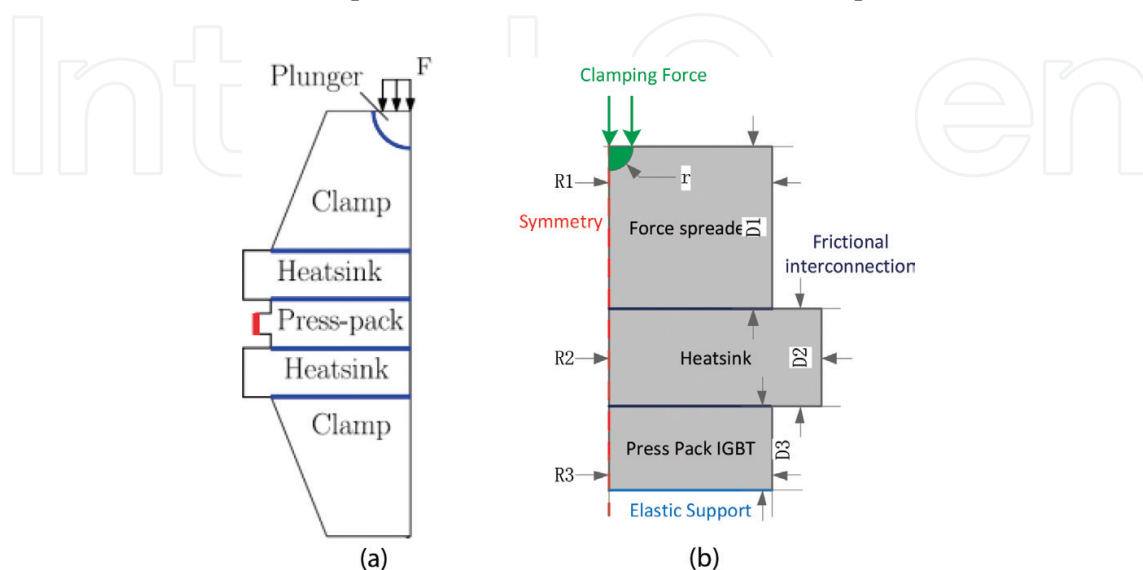 Plunger
F
Clamp
Heatsink
Press-pack
Heatsink
Clamp
(a)
Clamping Force
R1
r
Symmetry
Force spreade
D1
Frictional
interconnection
R2
Heatsink
D2
Press Pack IGBT
D3
R3
Elastic Support
(b)